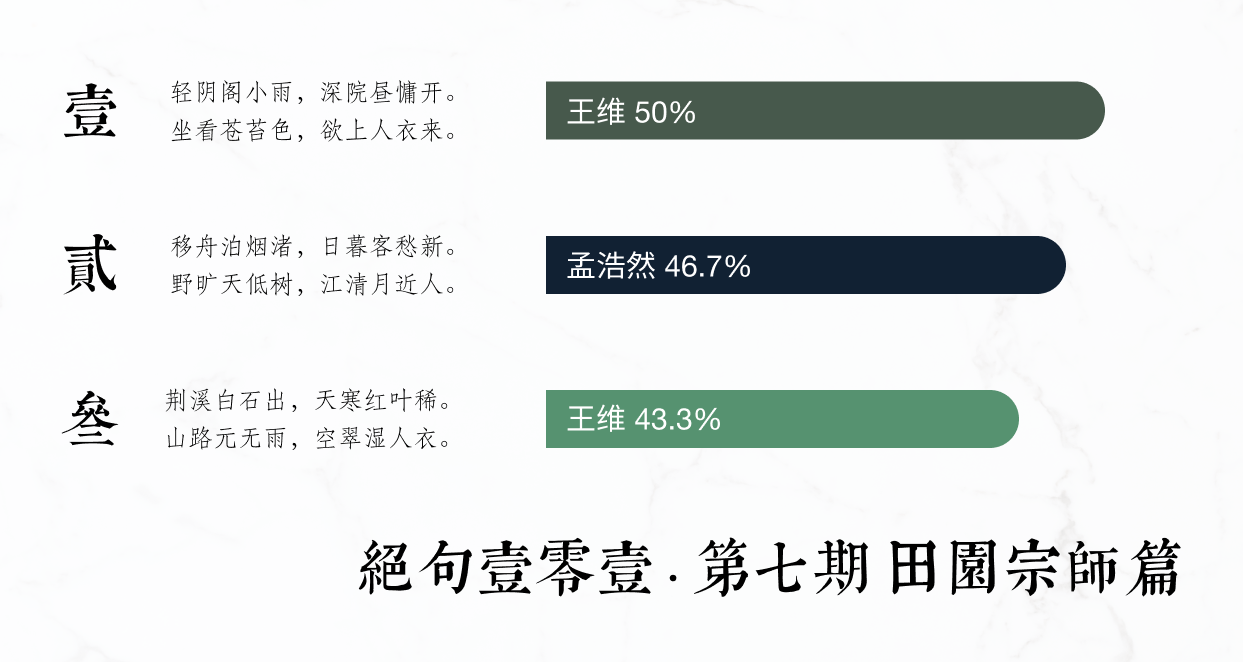 壹
轻阴阁小雨，深院昼慵开。
坐看苍苔色，欲上人衣来。
王维 50%
貳
移舟泊烟渚，日暮客愁新。
野旷天低树，江清月近人。
孟浩然 46.7%
叄
荆溪白石出，天寒红叶稀。
山路元无雨，空翠湿人衣。
王维 43.3%
絕句壹零壹·第七期 田園宗師篇